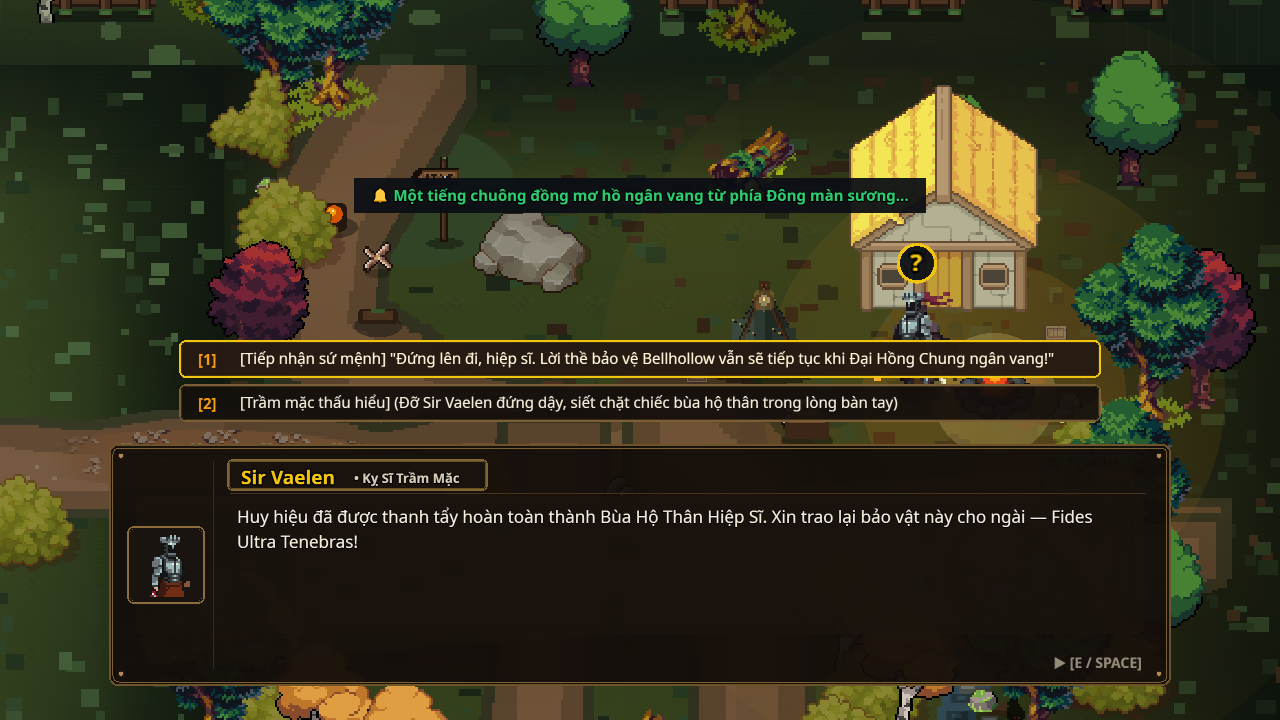 Một tiếng chuông đồng mơ hồ ngân vang từ phía Đông màn sương...
?
[1] [Tiếp nhận sứ mệnh] "Đứng lên đi, hiệp sĩ. Lời thề bảo vệ Bellhollow vẫn sẽ tiếp tục khi Đại Hồng Chung ngân vang!"
[2] [Trầm mặc thấu hiểu] (Đỡ Sir Vaelen đứng dậy, siết chặt chiếc bùa hộ thân trong lòng bàn tay)
Sir Vaelen • Kỵ Sĩ Trầm Mặc
Huy hiệu đã được thanh tẩy hoàn toàn thành Bùa Hộ Thân Hiệp Sĩ. Xin trao lại bảo vật này cho ngài — Fides
Ultra Tenebras!
▶ [E / SPACE]